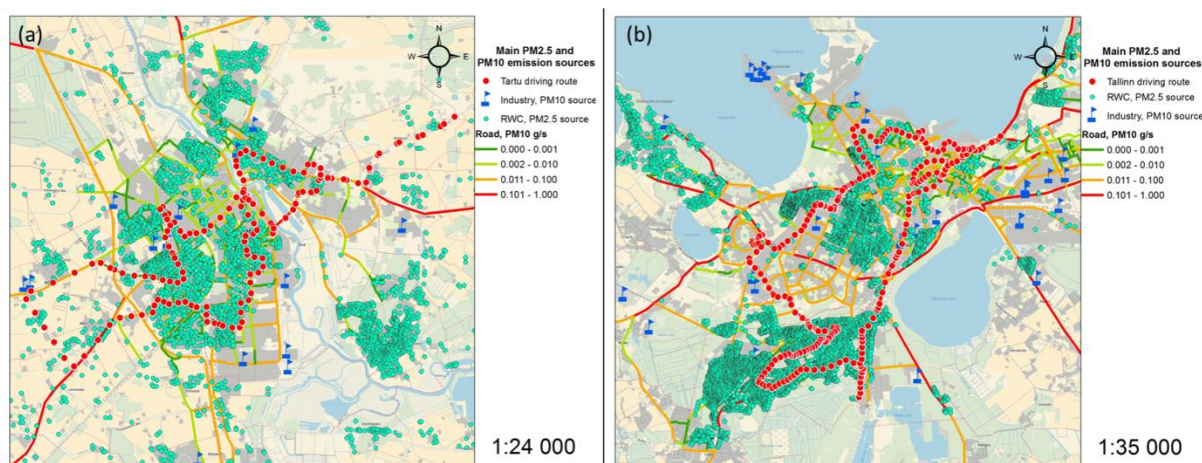 (a)
N
W
E
S
Main PM2.5 and
PM10 emission sources
Tartu driving route
Industry, PM10 source
RWC, PM2.5 source
Road, PM10 g/s
0.000 - 0.001
0.002 - 0.010
0.011 - 0.100
0.101 - 1.000
1:24 000
(b)
N
W
E
S
Main PM2.5 and
PM10 emission sources
Tallinn driving route
RWC, PM2.5 source
Industry, PM10 source
Road, PM10 g/s
0.000 - 0.001
0.002 - 0.010
0.011 - 0.100
0.101 - 1.000
1:35 000